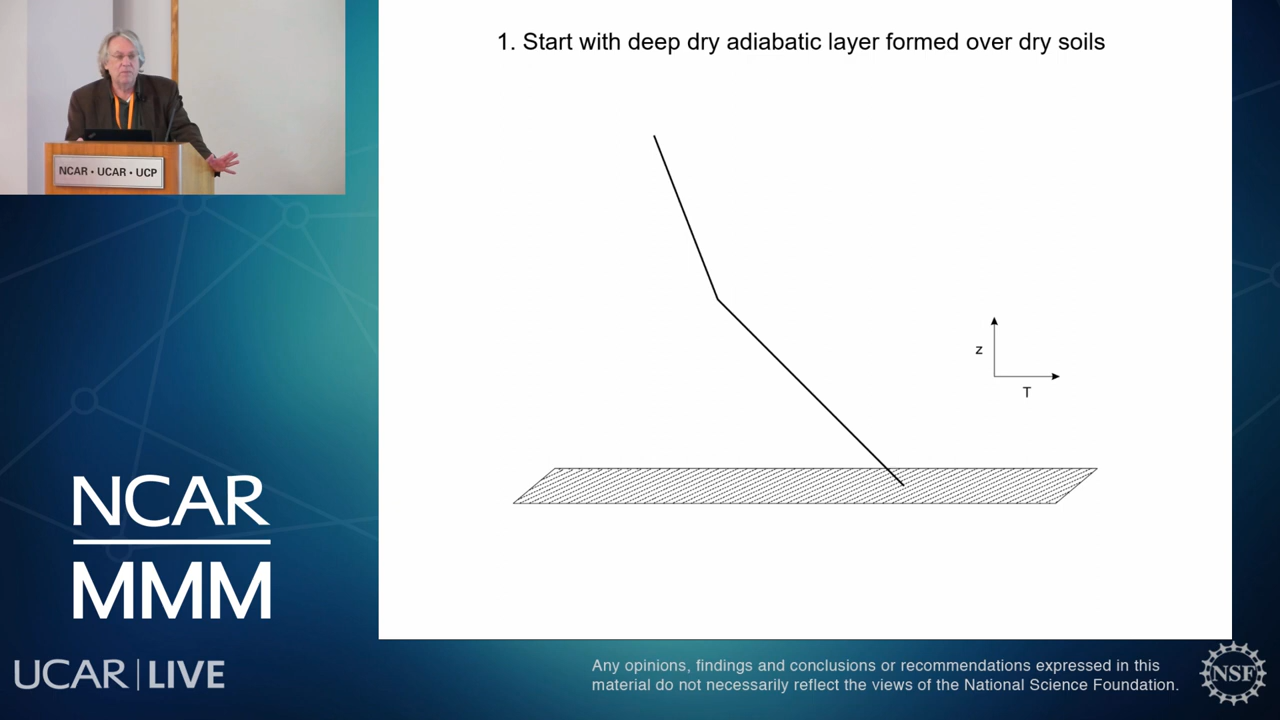 1. Start with deep dry adiabatic layer formed over dry soils
NCAR • UCAR • UCP
z
T
NCAR
MMM
UCAR | LIVE
Any opinions, findings and conclusions or recommendations expressed in this
material do not necessarily reflect the views of the National Science Foundation.
NSF